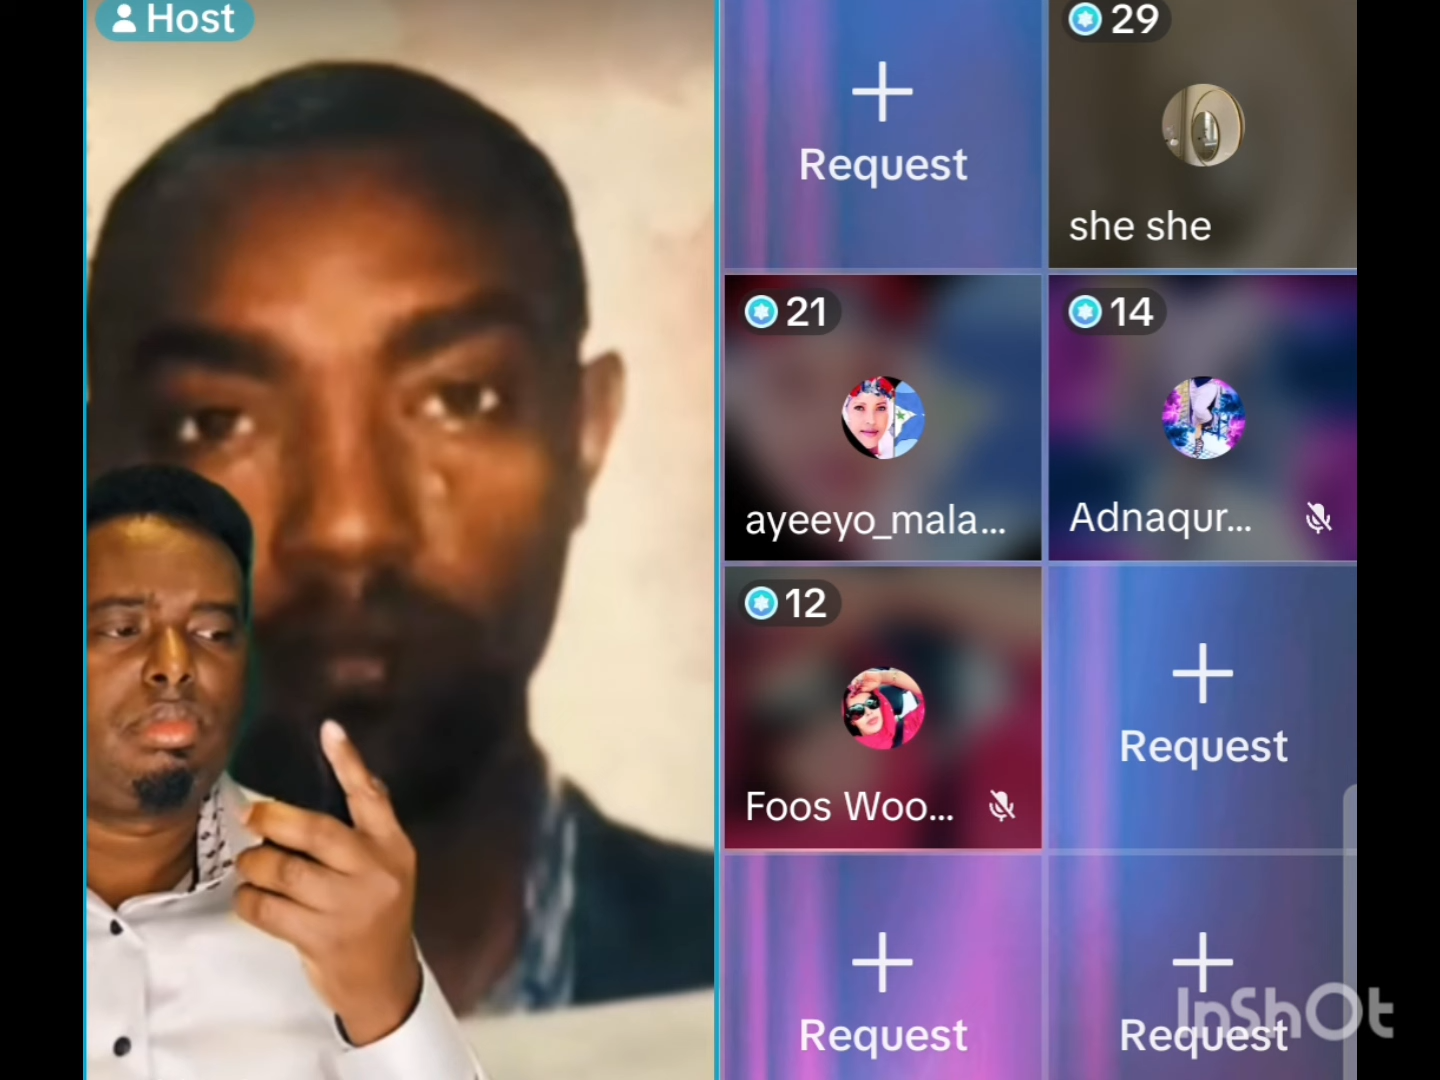 Host
Request
29
she she
21
ayeeyo_mala...
14
Adnaqur...
12
Foos Woo...
Request
Request
Request
InShOt